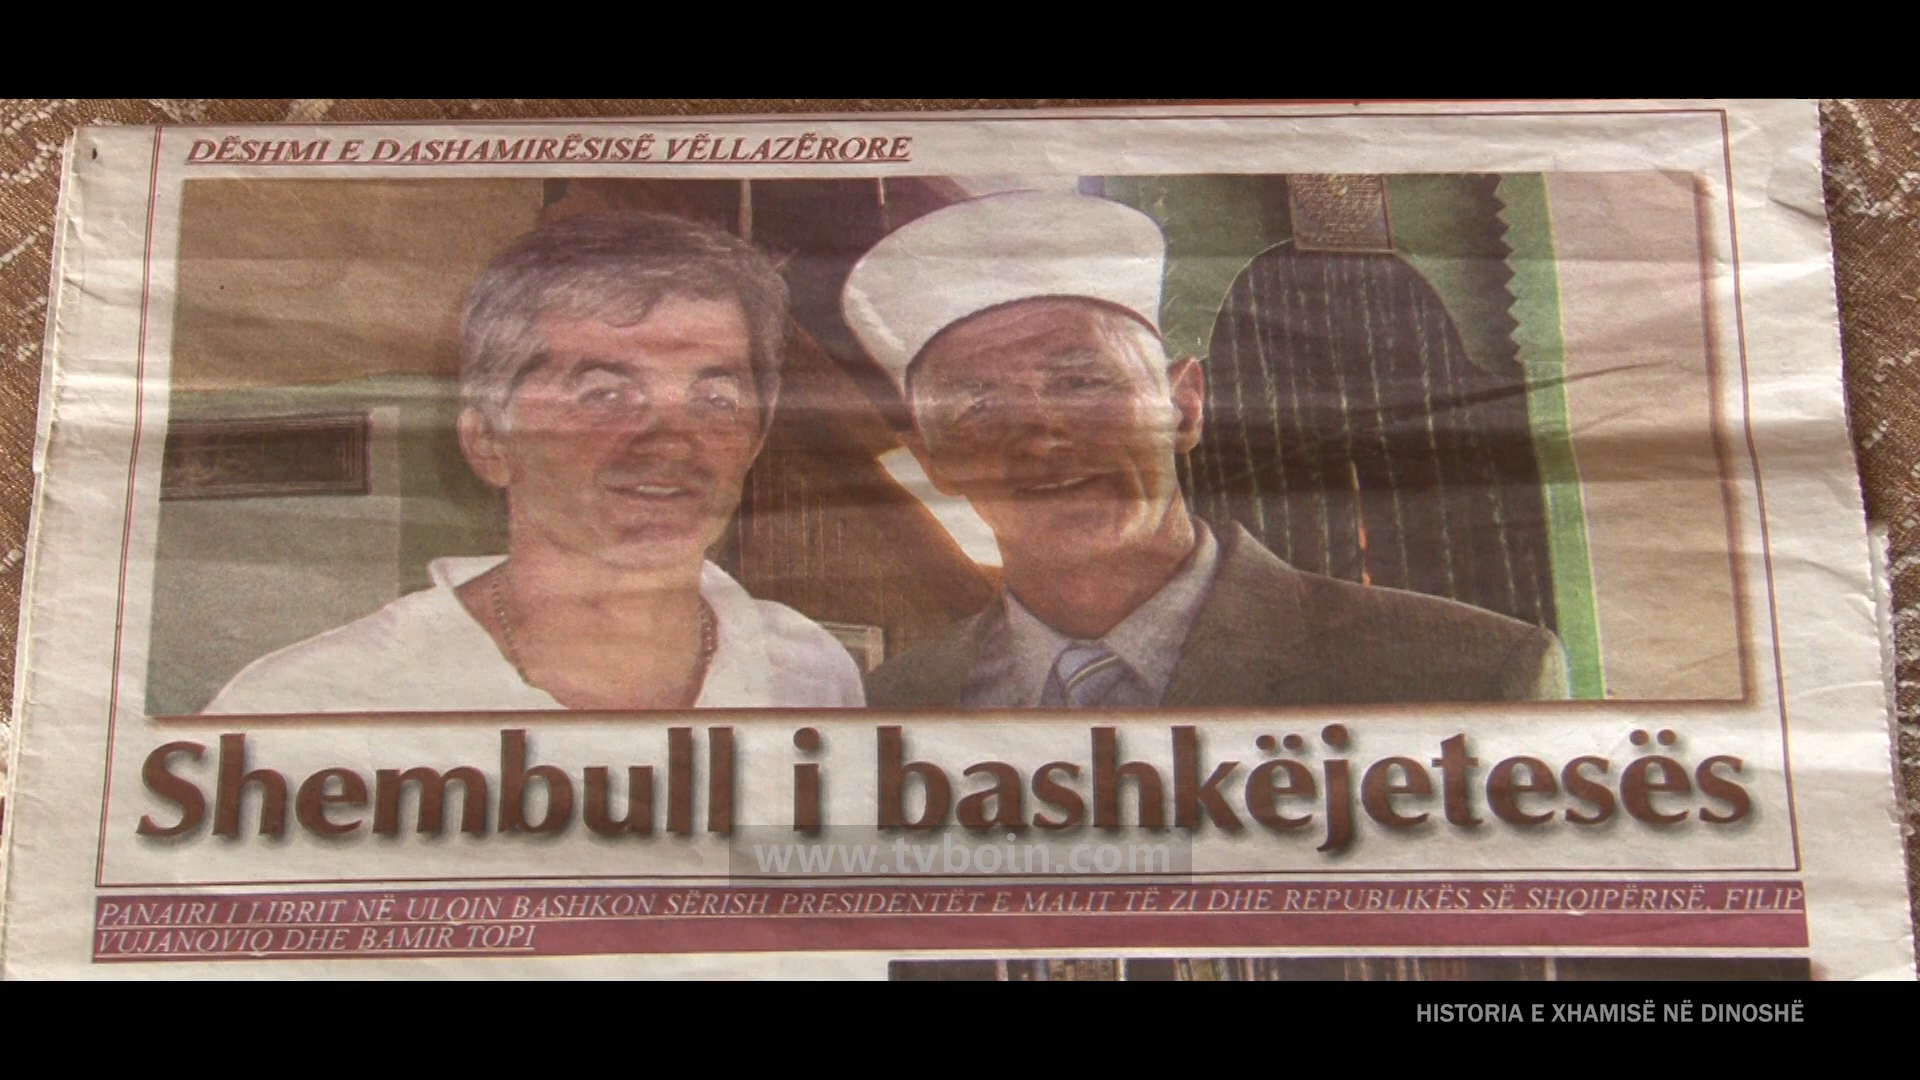 DËSHMI E DASHAMIRËSISË VËLLAZËRORE
Shembull i bashkëjetesës
www.tvboin.com
PANAIRI I LIBRIT NË ULQIN BASHKON SËRISH PRESIDENTËT E MALIT TË ZI DHE REPUBLIKËS SË SHQIPËRISË, FILIP
VUJANOVIQ DHE BAMIR TOPI
HISTORIA E XHAMISË NË DINOSHË